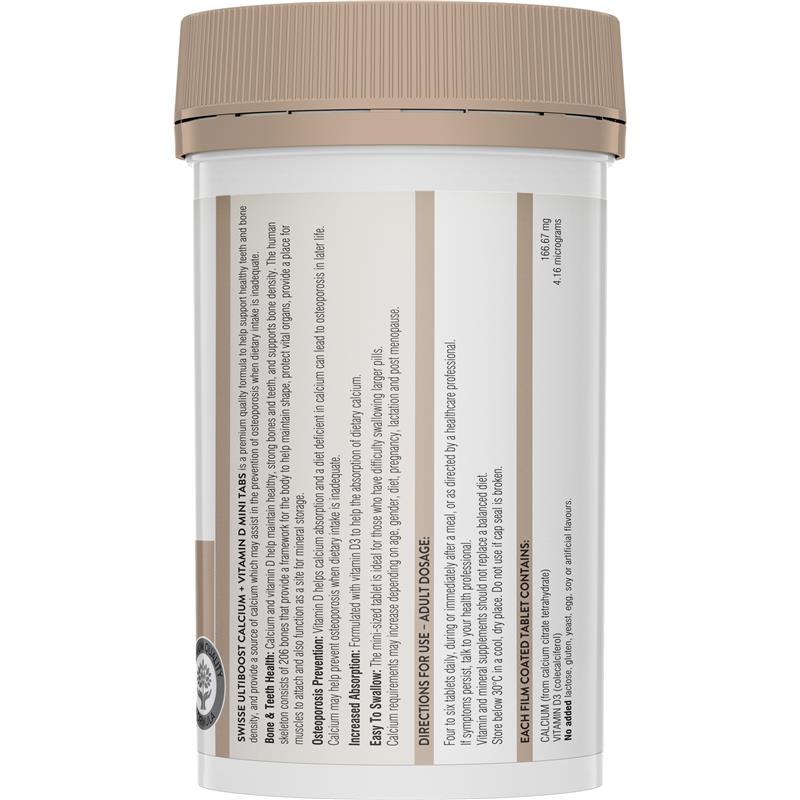 SWISSE ULTIBOOST CALCIUM + VITAMIN D MINI TABS is a premium quality formula to help support healthy teeth and bone
density, and provide a source of calcium which may assist in the prevention of osteoporosis when dietary intake is inadequate.
Bone & Teeth Health: Calcium and vitamin D help maintain healthy, strong bones and teeth, and supports bone density. The human
skeleton consists of 206 bones that provide a framework for the body to help maintain shape, protect vital organs, provide a place for
muscles to attach and also function as a site for mineral storage.
Osteoporosis Prevention: Vitamin D helps calcium absorption and a diet deficient in calcium can lead to osteoporosis in later life.
Calcium may help prevent osteoporosis when dietary intake is inadequate.
Increased Absorption: Formulated with vitamin D3 to help the absorption of dietary calcium.
Easy To Swallow: The mini-sized tablet is ideal for those who have difficulty swallowing larger pills.
Calcium requirements may increase depending on age, gender, diet, pregnancy, lactation and post menopause.
DIRECTIONS FOR USE – ADULT DOSAGE:
Four to six tablets daily, during or immediately after a meal, or as directed by a healthcare professional.
If symptoms persist, talk to your health professional.
Vitamin and mineral supplements should not replace a balanced diet.
Store below 30°C in a cool, dry place. Do not use if cap seal is broken.
EACH FILM COATED TABLET CONTAINS:
CALCIUM (from calcium citrate tetrahydrate) 166.67 mg
VITAMIN D3 (colecalciferol) 4.16 micrograms
No added lactose, gluten, yeast, egg, soy or artificial flavours.
QUALITY